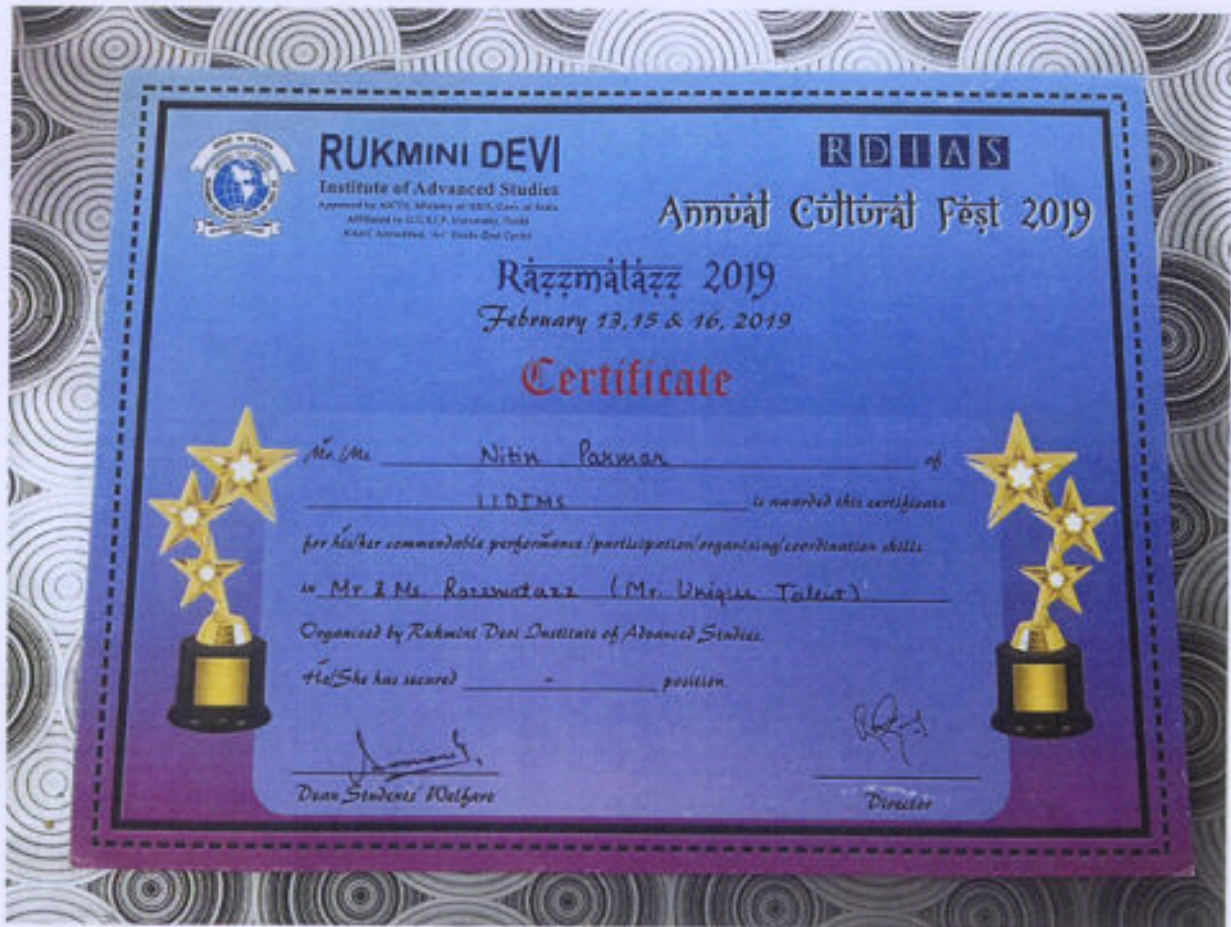 RUKMINI DEVI
Institute of Advanced Studies
RDIAS
Annual Cultural Fest 2019
Razzmatazz 2019
February 13,15 & 16, 2019
Certificate
Mr./Ms. Nitin Parmar of
is awarded this certificate
for his/her commendable performance/participation/organising/coordination skills
in Mr. & Ms. Razzmatazz (Mr. Unique Talent)
Organised by Rukmini Devi Institute of Advanced Studies.
He/She has secured - position.
Dean Students' Welfare
Director